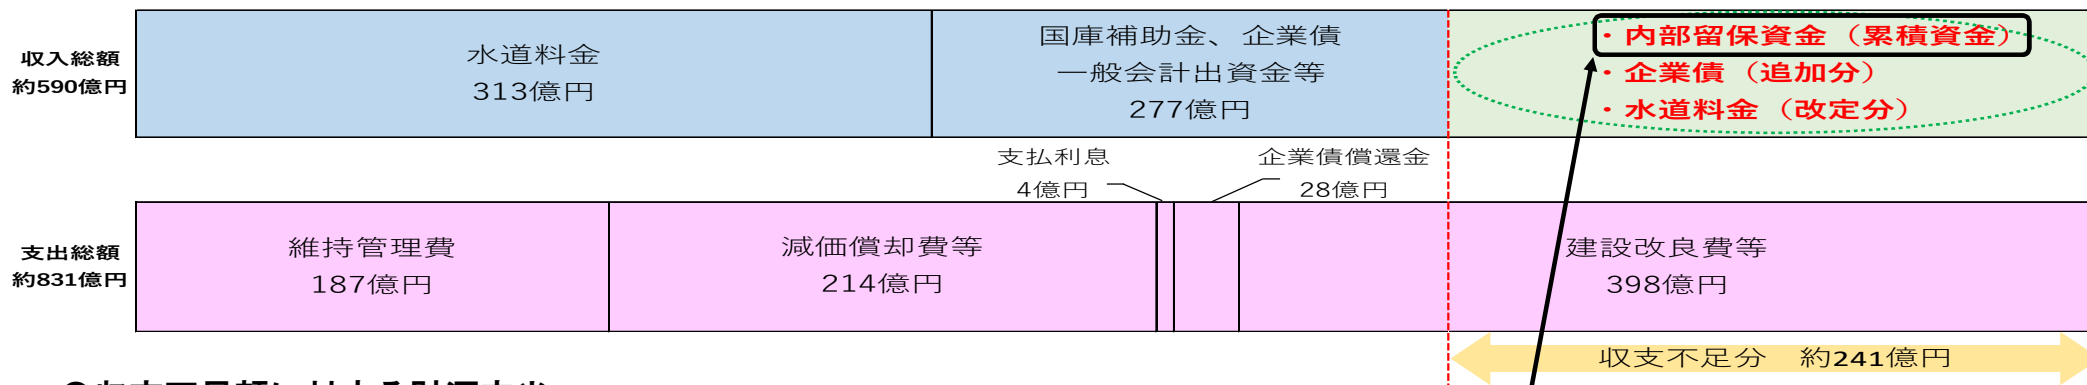 収入総額
約590億円
水道料金
313億円
国庫補助金、企業債
一般会計出資金等
277億円
・内部留保資金（累積資金）
・企業債（追加分）
・水道料金（改定分）
支払利息
4億円
企業債償還金
28億円
支出総額
約831億円
維持管理費
187億円
減価償却費等
214億円
建設改良費等
398億円
収支不足分　約241億円